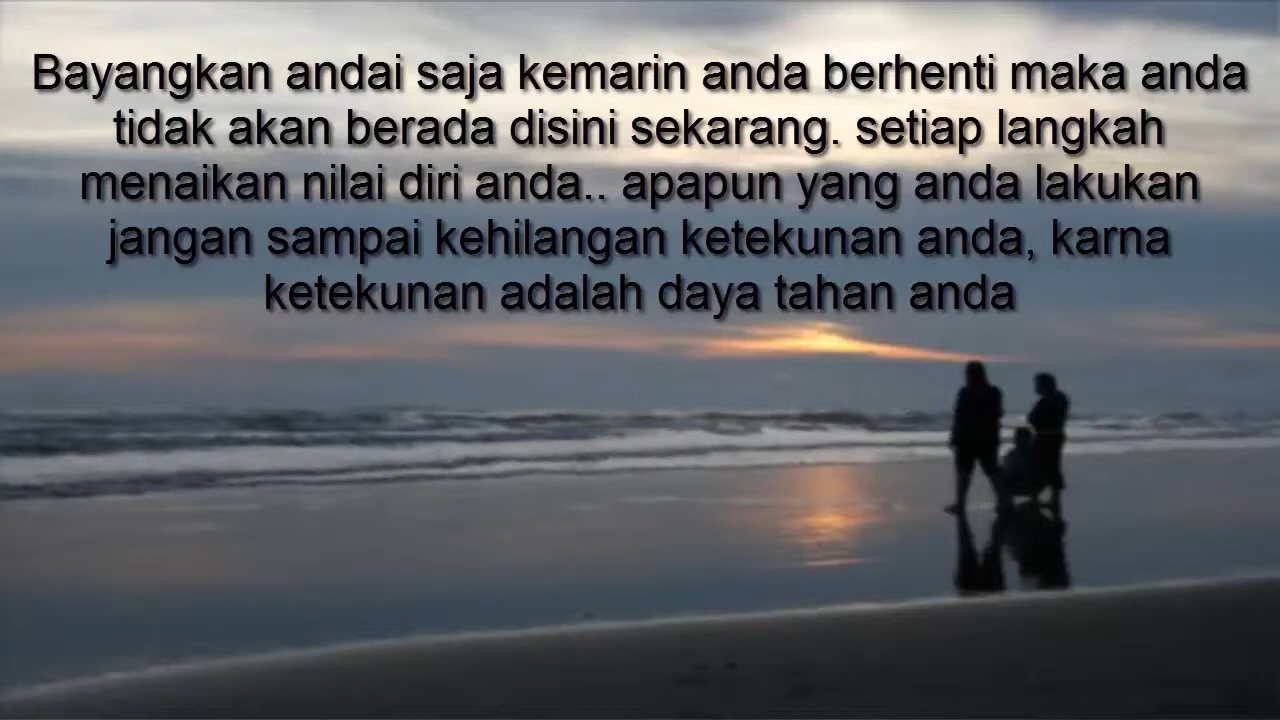 Bayangkan andai saja kemarin anda berhenti maka anda
tidak akan berada disini sekarang. setiap langkah
menaikan nilai diri anda.. apapun yang anda lakukan
jangan sampai kehilangan ketekunan anda, karna
ketekunan adalah daya tahan anda